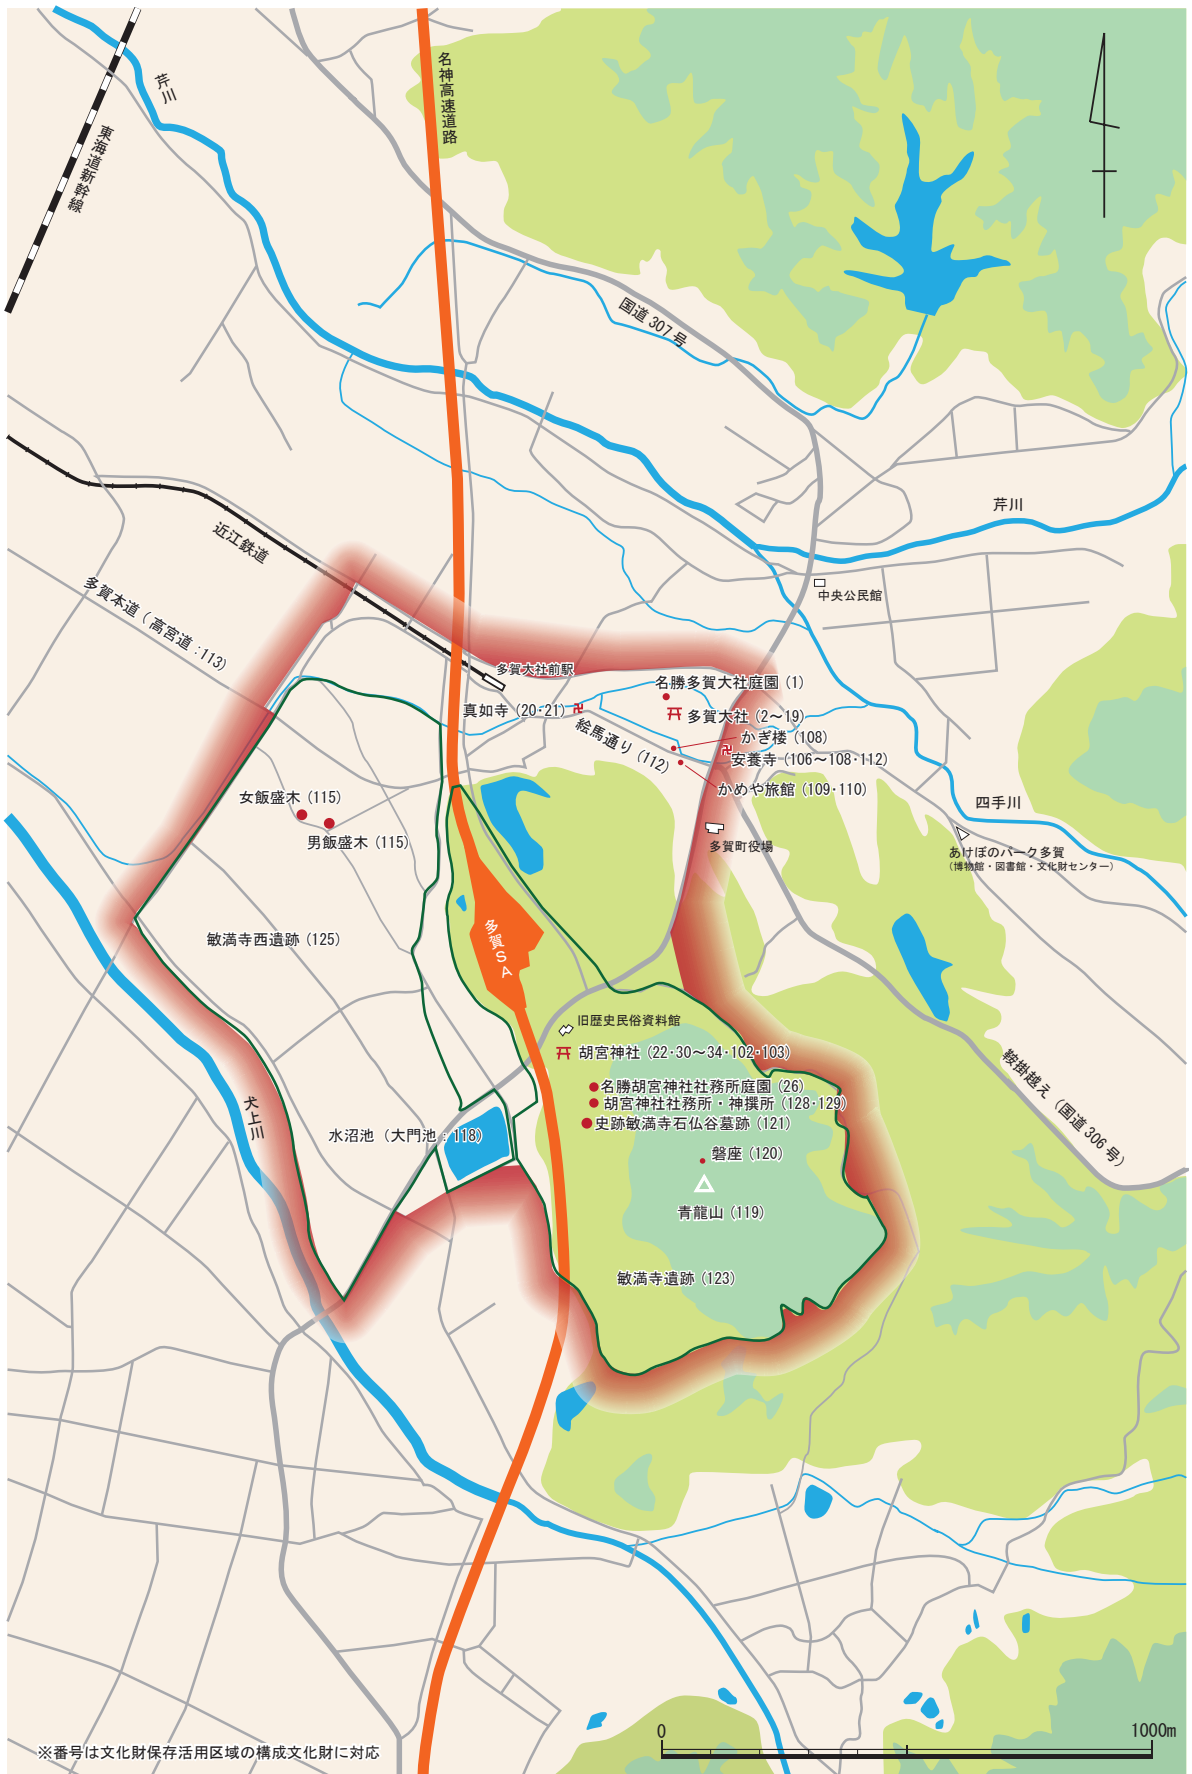 名神高速道路
芹川
東海道新幹線
国道307号
芹川
近江鉄道
中央公民館
多賀本道（高宮道：113）
多賀大社前駅
名勝多賀大社庭園（1）
真如寺（20・21）
多賀大社（2～19）
絵馬通り（112）
かぎ楼（108）
安養寺（106～108・112）
かめや旅館（109・110）
女飯盛木（115）
男飯盛木（115）
四手川
多賀町役場
あけぼのパーク多賀
（博物館・図書館・文化財センター）
敏満寺西遺跡（125）
多賀SA
旧歴史民俗資料館
胡宮神社（22・30～34・102・103）
鞍掛越え（国道306号）
名勝胡宮神社社務所庭園（26）
胡宮神社社務所・神撰所（128・129）
犬上川
水沼池（大門池：118）
史跡敏満寺石仏谷墓跡（121）
磐座（120）
青龍山（119）
敏満寺遺跡（123）
0
1000m
※番号は文化財保存活用区域の構成文化財に対応